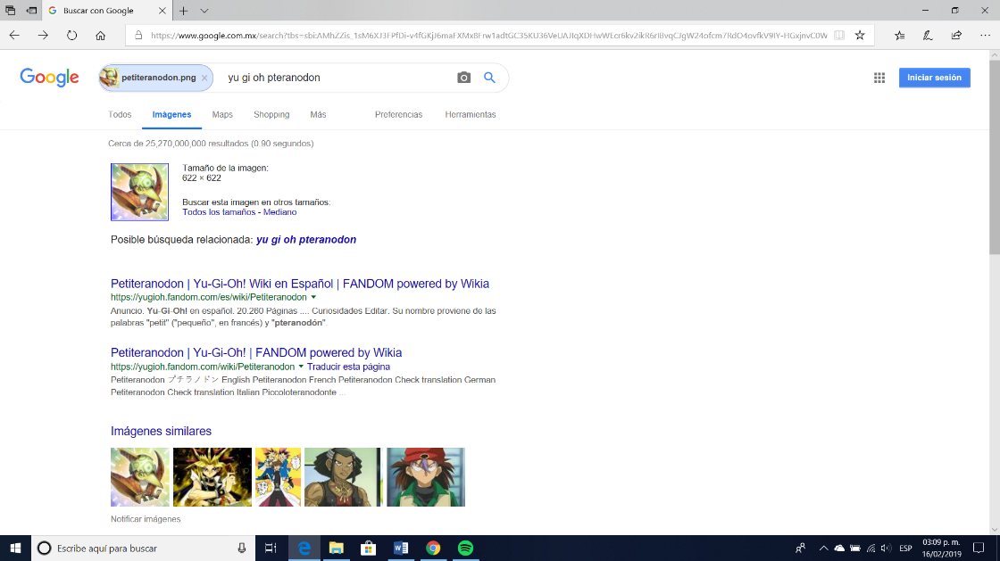 Buscar con Google
https://www.google.com.mx/search?tbs=sbi:AMhZZis_1sM6XJ3FPfDi-v4fGKjJ6maFXMx8Frw1adtGC35KU36VeUAJIqXDHwWEcr6kv2ikR6rIBvqCJgW24ofcm7RdO4ovfkV9IY-HGxjnvC0W
Google
petiteranodon.png
yu gi oh pteranodon
Iniciar sesión
Todos Imágenes Maps Shopping Más Preferencias Herramientas
Cerca de 25,270,000,000 resultados (0.90 segundos)
Tamaño de la imagen:
622 × 622
Buscar esta imagen en otros tamaños:
Todos los tamaños - Mediano
Posible búsqueda relacionada: yu gi oh pteranodon
Petiteranodon | Yu-Gi-Oh! Wiki en Español | FANDOM powered by Wikia
https://yugioh.fandom.com/es/wiki/Petiteranodon
Anuncio. Yu-Gi-Oh! en español. 20.260 Páginas .... Curiosidades Editar. Su nombre proviene de las
palabras "petit" ("pequeño", en francés) y "pteranodón".
Petiteranodon | Yu-Gi-Oh! | FANDOM powered by Wikia
https://yugioh.fandom.com/wiki/Petiteranodon Traducir esta página
Petiteranodon プチラノドン English Petiteranodon French Petiteranodon Check translation German
Petiteranodon Check translation Italian Piccoloteranodonte ...
Imágenes similares
Notificar imágenes
Escribe aquí para buscar
ESP
03:09 p. m.
16/02/2019